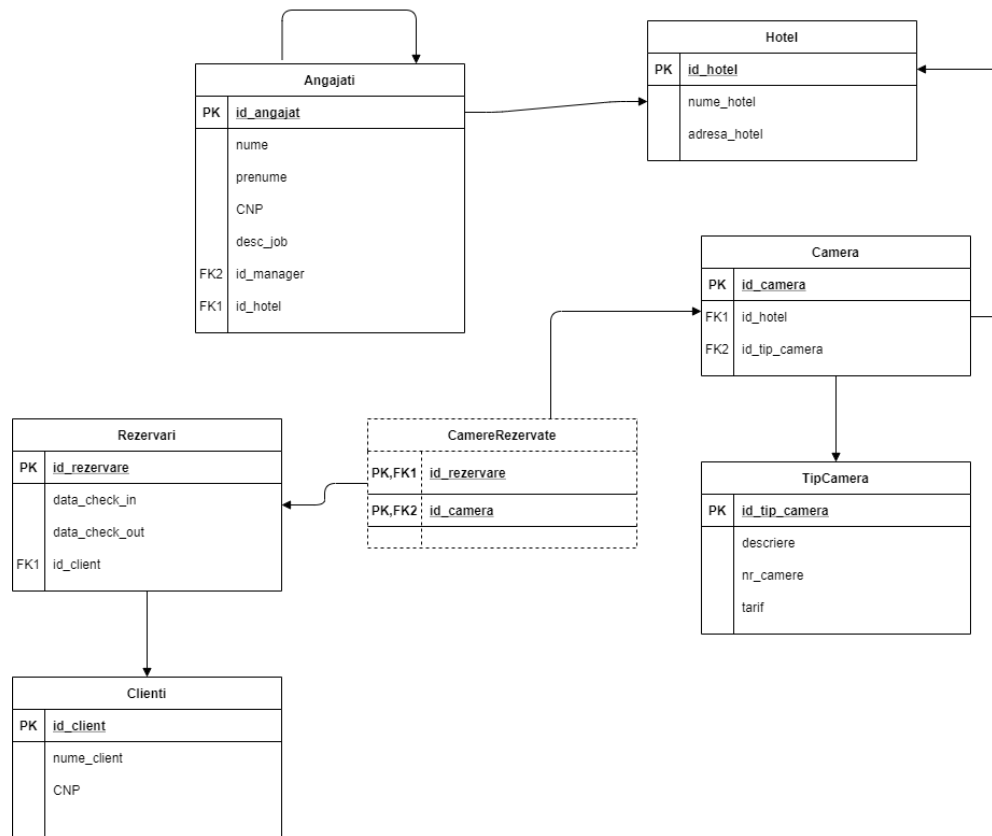 Angajati
PK id_angajat
nume
prenume
CNP
desc_job
FK2 id_manager
FK1 id_hotel
Hotel
PK id_hotel
nume_hotel
adresa_hotel
Camera
PK id_camera
FK1 id_hotel
FK2 id_tip_camera
Rezervari
PK id_rezervare
data_check_in
data_check_out
FK1 id_client
CamereRezervate
PK,FK1 id_rezervare
PK,FK2 id_camera
TipCamera
PK id_tip_camera
descriere
nr_camere
tarif
Clienti
PK id_client
nume_client
CNP